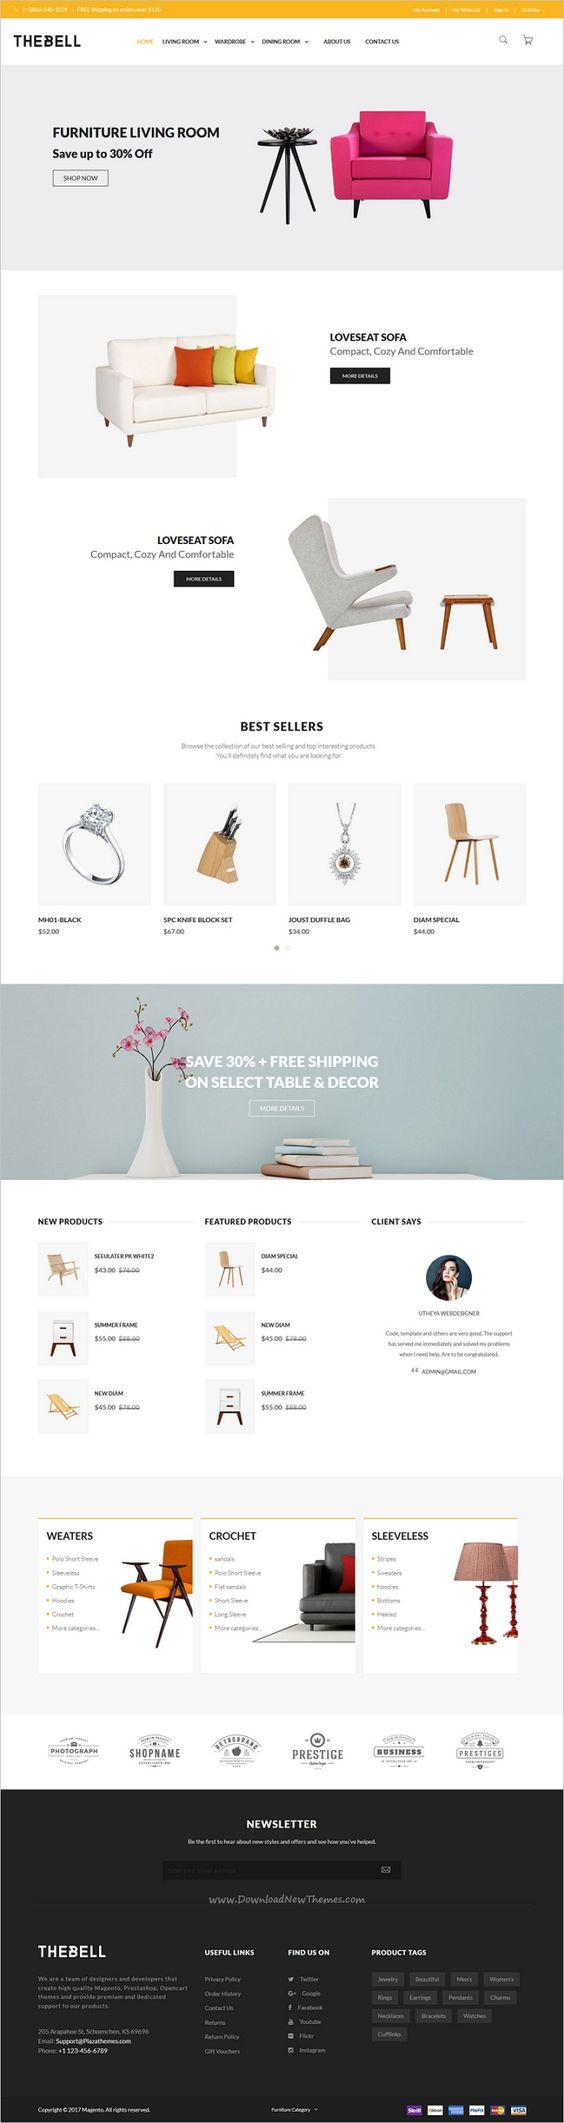 (+)866-540-3229 | FREE Shipping on orders over $150
My Account | My Wish List | Sign In | US Dollar
THEBELL
HOME LIVING ROOM WARDROBE DINING ROOM ABOUT US CONTACT US
FURNITURE LIVING ROOM
Save up to 30% Off
SHOP NOW
LOVESEAT SOFA
Compact, Cozy And Comfortable
MORE DETAILS
LOVESEAT SOFA
Compact, Cozy And Comfortable
MORE DETAILS
BEST SELLERS
Browse the collection of our best selling and top interesting products.
You'll definitely find what you are looking for.
MH01-BLACK
$52.00
5PC KNIFE BLOCK SET
$67.00
JOUST DUFFLE BAG
$34.00
DIAM SPECIAL
$44.00
SAVE 30% + FREE SHIPPING
ON SELECT TABLE & DECOR
MORE DETAILS
NEW PRODUCTS
SEEULATER PK WHITE2
$43.00 $76.00
SUMMER FRAME
$55.00 $88.00
NEW DIAM
$45.00 $78.00
FEATURED PRODUCTS
DIAM SPECIAL
$44.00
NEW DIAM
$45.00 $78.00
SUMMER FRAME
$55.00 $88.00
CLIENT SAYS
UTHEYA WEBDESIGNER
Code, template and others are very good. The support
has served me immediately and solved my problems
when I need help. Are to be congratulated.
ADMIN@GMAIL.COM
WEATERS
Polo Short Sleeve
Sleeveless
Graphic T-Shirts
Hoodies
Crochet
More categories...
CROCHET
sandals
Polo Short Sleeve
Flat sandals
Short Sleeve
Long Sleeve
More categories...
SLEEVELESS
Stripes
Sweaters
hoodies
Bottoms
Heeled
More categories...
PHOTOGRAPH
SHOPNAME
RETROBRAND
PRESTIGE
BUSINESS
PRESTIGES
NEWSLETTER
Be the first to hear about new styles and offers and see how you've helped.
Enter your email address
www.DownloadNewThemes.com
THEBELL
We are a team of designers and developers that
create high quality Magento, Prestashop, Opencart
themes and provide premium and dedicated
support to our products.
205 Arapahoe St, Schoenchen, KS 69696
Email: Support@Plazathemes.com
Phone: +1 123-456-6789
USEFUL LINKS
Privacy Policy
Order History
Contact Us
Returns
Return Policy
Gift Vouchers
FIND US ON
Twitter
Google
Facebook
Youtube
Flickr
Instagram
PRODUCT TAGS
Jewelry Beautiful Men's Women's
Rings Earrings Pendants Charms
Necklaces Bracelets Watches
Cufflinks
Copyright © 2017 Magento. All rights reserved.
Furniture Category
Skrill
PayPal
VISA